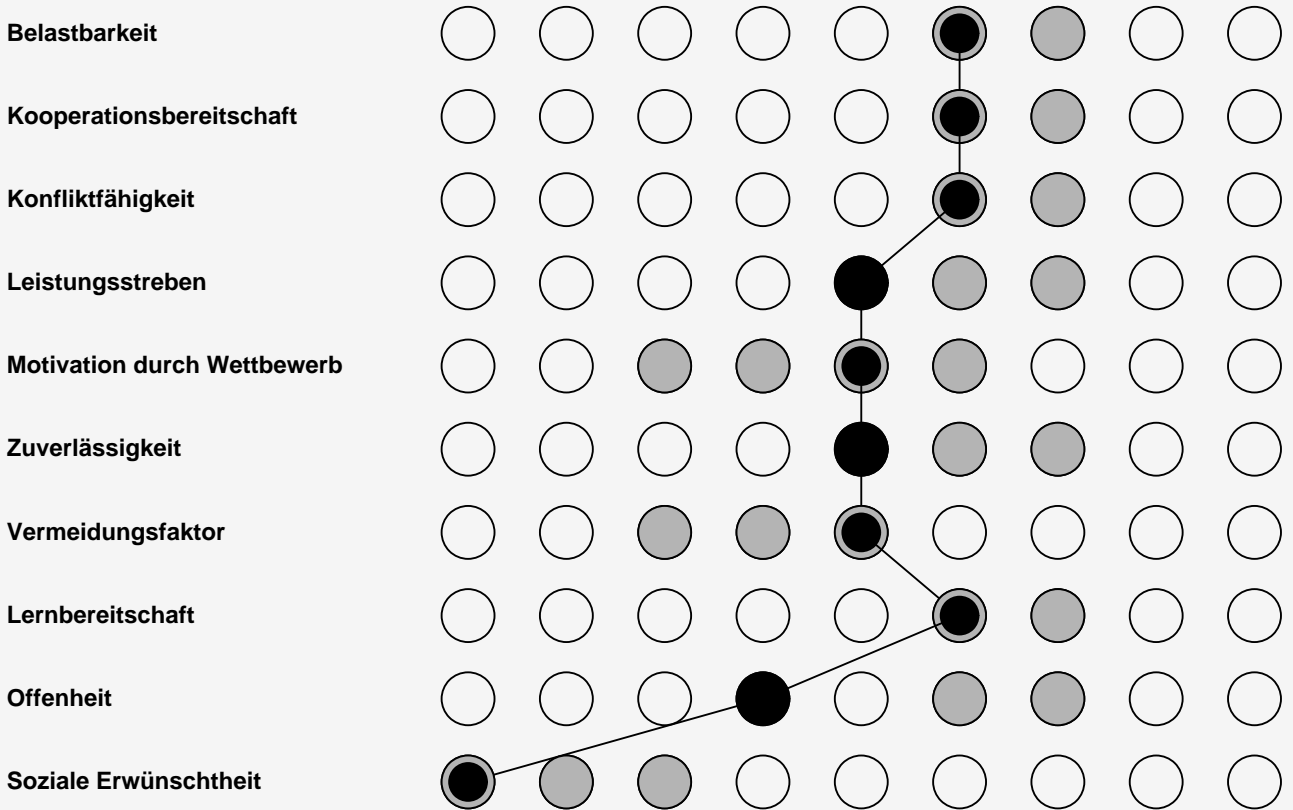 Belastbarkeit
Kooperationsbereitschaft
Konfliktfähigkeit
Leistungsstreben
Motivation durch Wettbewerb
Zuverlässigkeit
Vermeidungsfaktor
Lernbereitschaft
Offenheit
Soziale Erwünschtheit